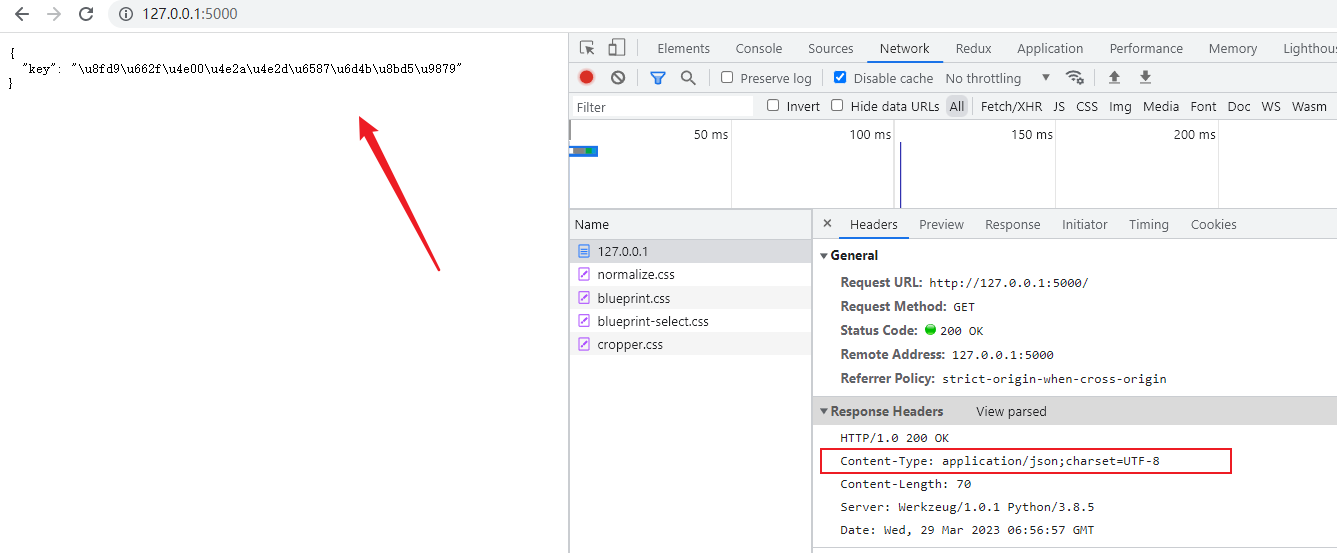 127.0.0.1:5000
{
"key": "\u8fd9\u662f\u4e00\u4e2a\u4e2d\u6587\u6d4b\u8bd5\u9879"
}
Elements Console Sources Network Redux Application Performance Memory Lighthous
Preserve log Disable cache No throttling
Filter Invert Hide data URLs All Fetch/XHR JS CSS Img Media Font Doc WS Wasm
50 ms 100 ms 150 ms 200 ms
Name
127.0.0.1
normalize.css
blueprint.css
blueprint-select.css
cropper.css
× Headers Preview Response Initiator Timing Cookies
General
Request URL: http://127.0.0.1:5000/
Request Method: GET
Status Code: 200 OK
Remote Address: 127.0.0.1:5000
Referrer Policy: strict-origin-when-cross-origin
Response Headers View parsed
HTTP/1.0 200 OK
Content-Type: application/json;charset=UTF-8
Content-Length: 70
Server: Werkzeug/1.0.1 Python/3.8.5
Date: Wed, 29 Mar 2023 06:56:57 GMT